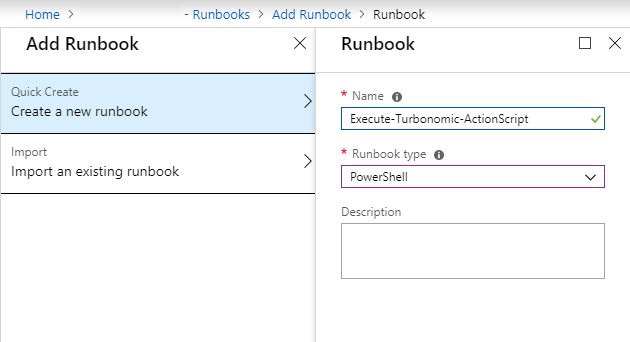 Home > - Runbooks > Add Runbook > Runbook
Add Runbook
Quick Create
Create a new runbook
Import
Import an existing runbook
Runbook
* Name
Execute-Turbonomic-ActionScript
* Runbook type
PowerShell
Description